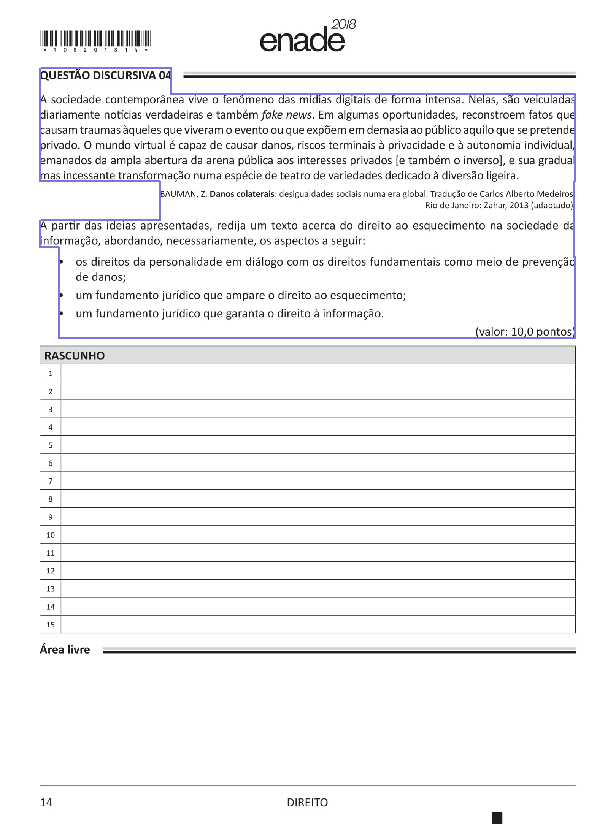 *R0620181 4*
enade 2018
QUESTÃO DISCURSIVA 04
A sociedade contemporânea vive o fenômeno das mídias digitais de forma intensa. Nelas, são veiculadas
diariamente notícias verdadeiras e também fake news. Em algumas oportunidades, reconstroem fatos que
causam traumas àqueles que viveram o evento ou que expõem em demasia ao público aquilo que se pretende
privado. O mundo virtual é capaz de causar danos, riscos terminais à privacidade e à autonomia individual,
emanados da ampla abertura da arena pública aos interesses privados [e também o inverso], e sua gradual
mas incessante transformação numa espécie de teatro de variedades dedicado à diversão ligeira.
BAUMAN, Z. Danos colaterais: desigualdades sociais numa era global. Tradução de Carlos Alberto Medeiros.
Rio de Janeiro: Zahar, 2013 (adaptado).
A partir das ideias apresentadas, redija um texto acerca do direito ao esquecimento na sociedade da
informação, abordando, necessariamente, os aspectos a seguir:
• os direitos da personalidade em diálogo com os direitos fundamentais como meio de prevenção
de danos;
• um fundamento jurídico que ampare o direito ao esquecimento;
• um fundamento jurídico que garanta o direito à informação.
(valor: 10,0 pontos)
RASCUNHO
1
2
3
4
5
6
7
8
9
10
11
12
13
14
15
Área livre
14 DIREITO